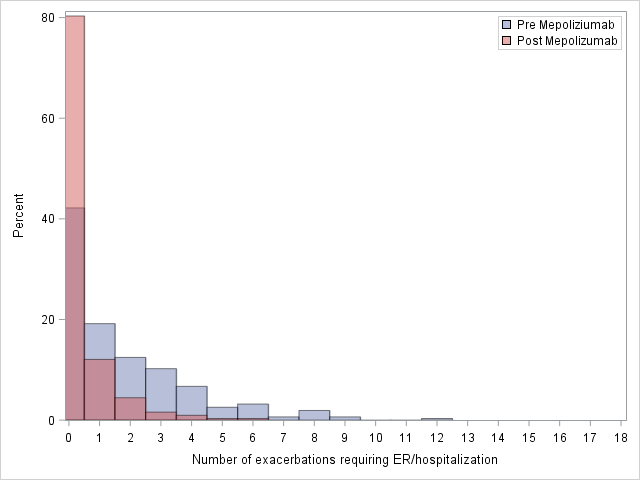 80
60
40
20
0
Percent
Pre Mepoliziumab
Post Mepolizumab
0 1 2 3 4 5 6 7 8 9 10 11 12 13 14 15 16 17 18
Number of exacerbations requiring ER/hospitalization